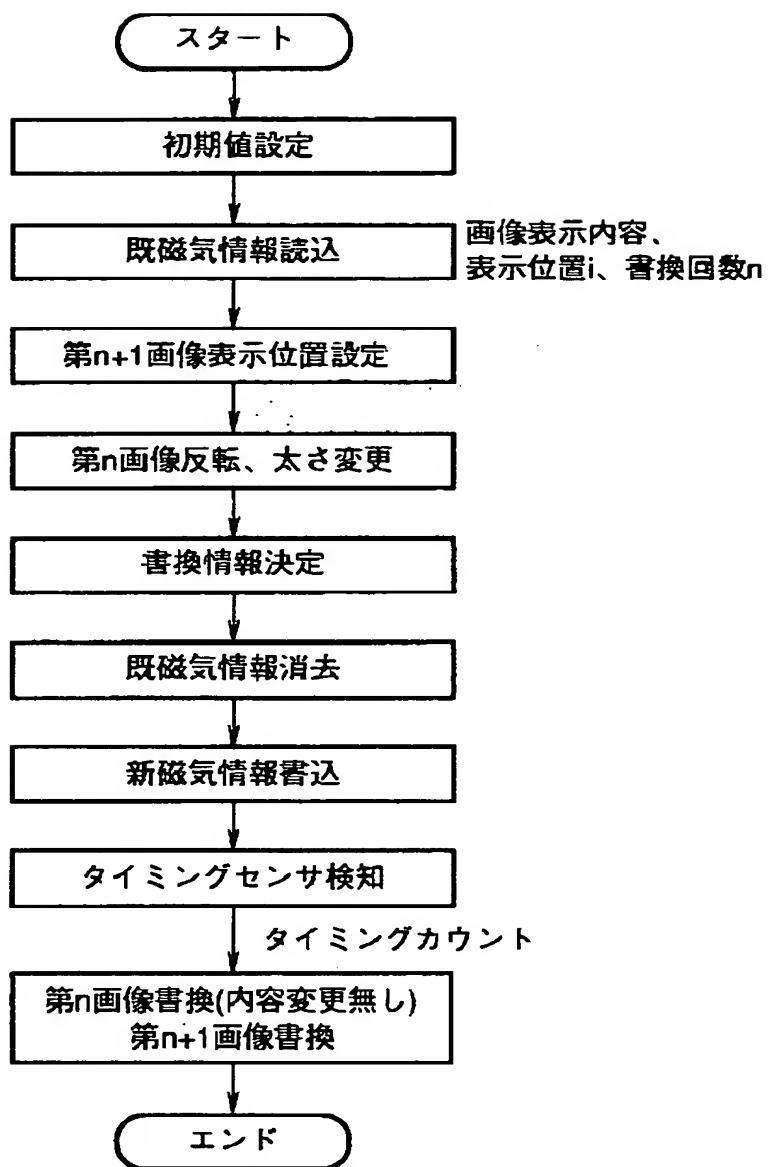 スタート
初期値設定
既磁気情報読込
画像表示内容、
表示位置i、書換回数n
第n+1画像表示位置設定
第n画像反転、太さ変更
書換情報決定
既磁気情報消去
新磁気情報書込
タイミングセンサ検知
タイミングカウント
第n画像書換(内容変更無し)
第n+1画像書換
エンド